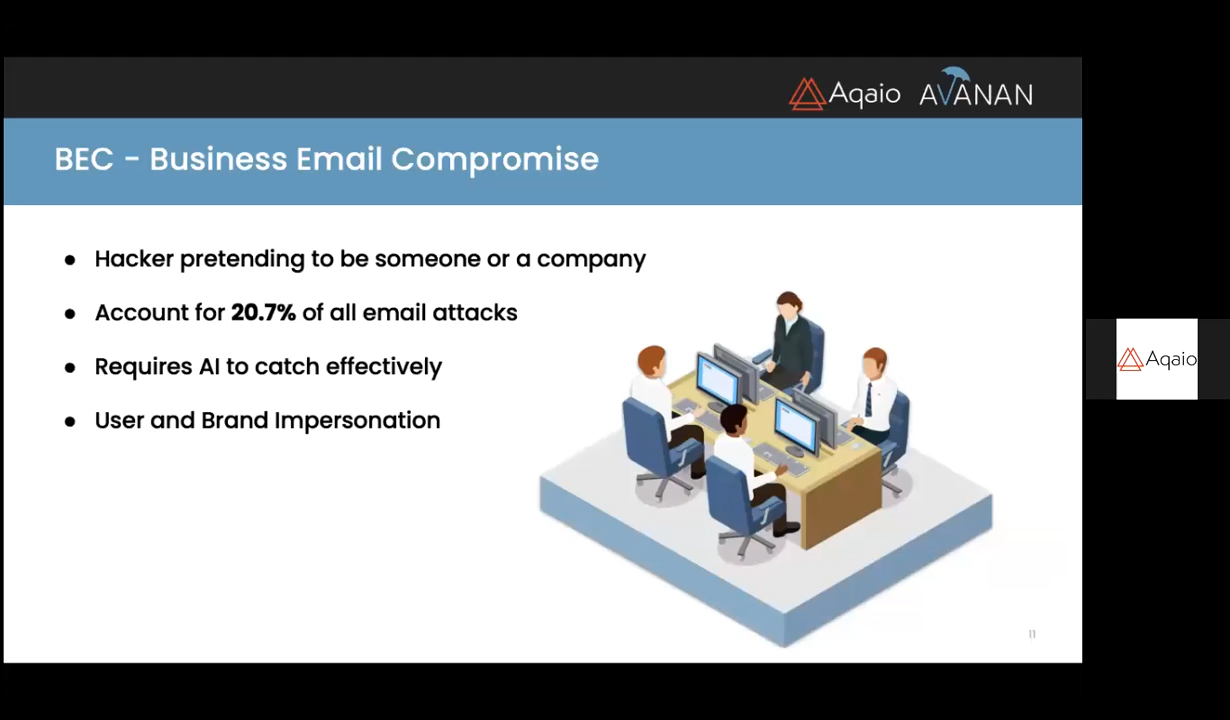 Aqaio AVANAN
BEC - Business Email Compromise
● Hacker pretending to be someone or a company
● Account for 20.7% of all email attacks
● Requires AI to catch effectively
● User and Brand Impersonation
Aqaio
11